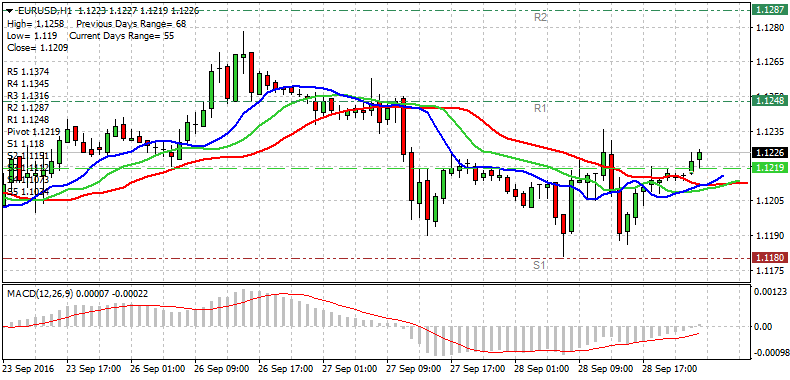 EURUSD,H1 1.1223 1.1227 1.1219 1.1226
High= 1.1258 Previous Days Range= 68
Low= 1.119 Current Days Range= 55
Close= 1.1209
R5 1.1374
R4 1.1345
R3 1.1316
R2 1.1287
R1 1.1248
Pivot 1.1219
S1 1.118
R2
R1
S1
1.1287
1.1280
1.1265
1.1248
1.1235
1.1226
1.1219
1.1205
1.1190
1.1180
1.1175
MACD(12,26,9) 0.00007 -0.00022
0.00123
0.00
-0.00098
23 Sep 2016
23 Sep 17:00
26 Sep 01:00
26 Sep 09:00
26 Sep 17:00
27 Sep 01:00
27 Sep 09:00
27 Sep 17:00
28 Sep 01:00
28 Sep 09:00
28 Sep 17:00